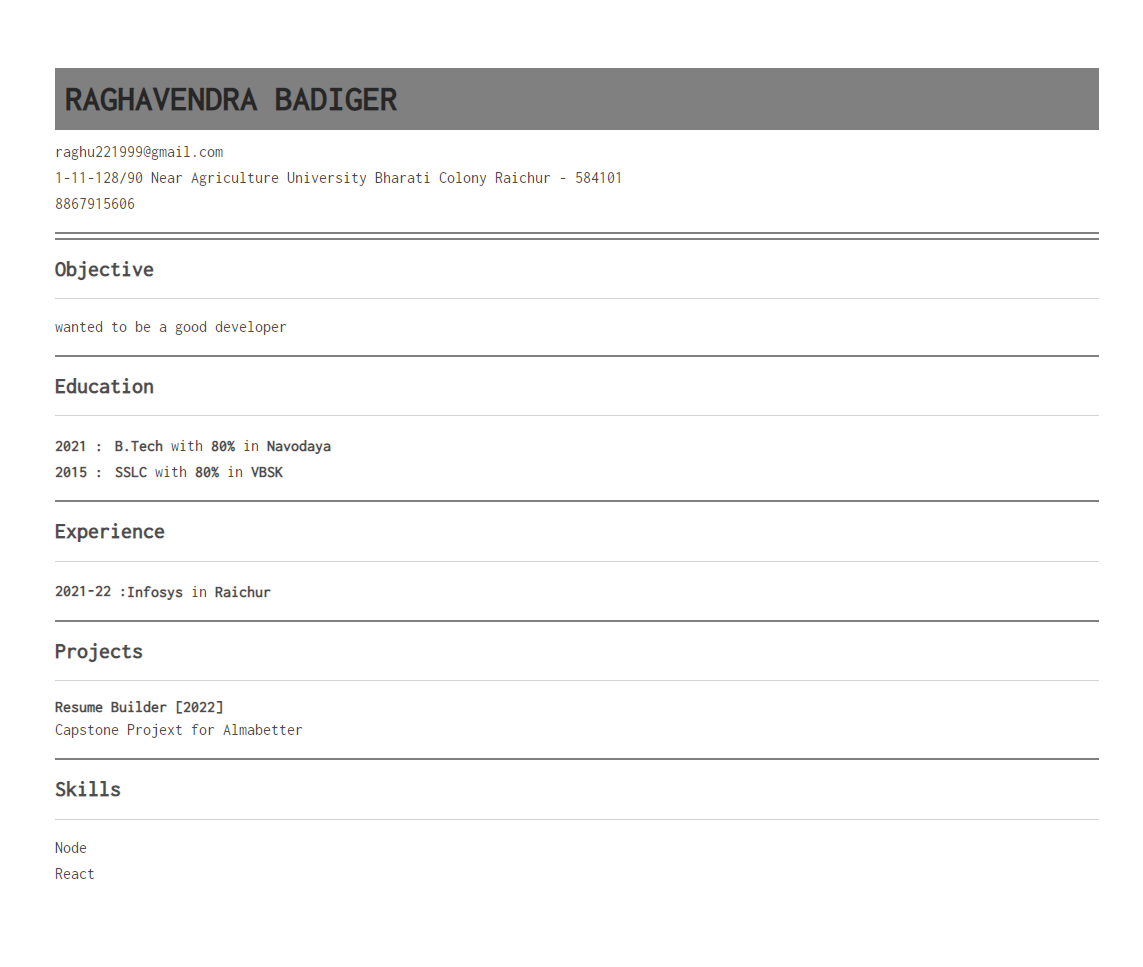 RAGHAVENDRA BADIGER
raghu221999@gmail.com
1-11-128/90 Near Agriculture University Bharati Colony Raichur - 584101
8867915606
Objective
wanted to be a good developer
Education
2021 : B.Tech with 80% in Navodaya
2015 : SSLC with 80% in VBSK
Experience
2021-22 :Infosys in Raichur
Projects
Resume Builder [2022]
Capstone Projext for Almabetter
Skills
Node
React